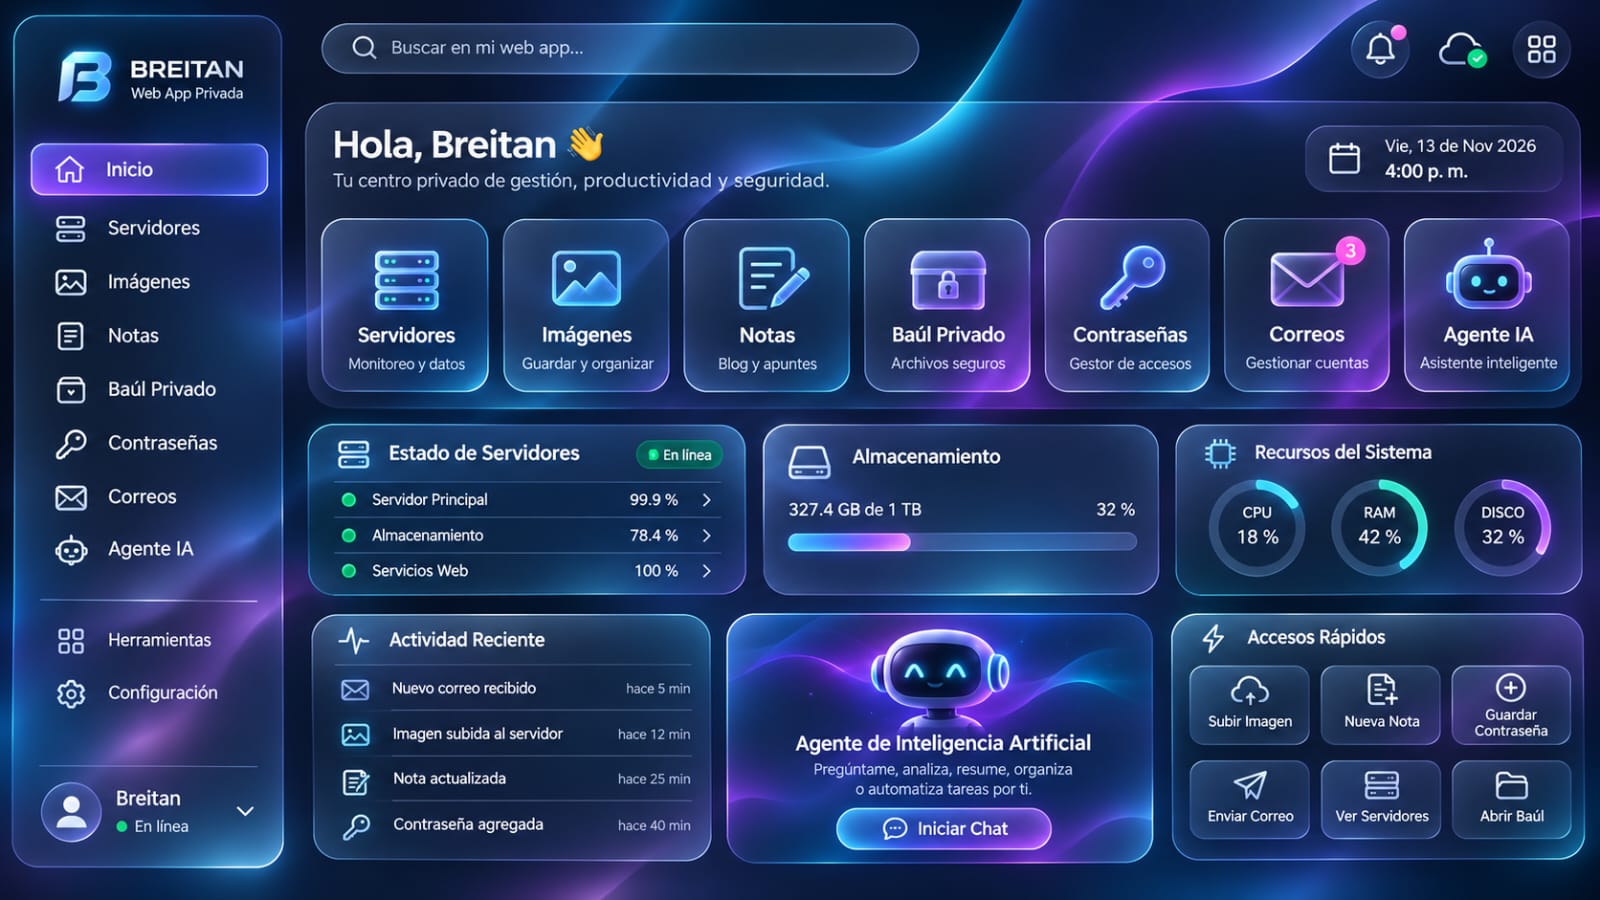 BREITAN
Web App Privada
Inicio
Servidores
Imágenes
Notas
Baúl Privado
Contraseñas
Correos
Agente IA
Herramientas
Configuración
Breitan
En línea
Buscar en mi web app...
Hola, Breitan 👋
Tu centro privado de gestión, productividad y seguridad.
Vie, 13 de Nov 2026
4:00 p. m.
Servidores
Monitoreo y datos
Imágenes
Guardar y organizar
Notas
Blog y apuntes
Baúl Privado
Archivos seguros
Contraseñas
Gestor de accesos
3
Correos
Gestionar cuentas
Agente IA
Asistente inteligente
Estado de Servidores
En línea
Servidor Principal 99.9 %
Almacenamiento 78.4 %
Servicios Web 100 %
Almacenamiento
327.4 GB de 1 TB 32 %
Recursos del Sistema
CPU
18 %
RAM
42 %
DISCO
32 %
Actividad Reciente
Nuevo correo recibido hace 5 min
Imagen subida al servidor hace 12 min
Nota actualizada hace 25 min
Contraseña agregada hace 40 min
Agente de Inteligencia Artificial
Pregúntame, analiza, resume, organiza
o automatiza tareas por ti.
Iniciar Chat
Accesos Rápidos
Subir Imagen
Nueva Nota
Guardar
Contraseña
Enviar Correo
Ver Servidores
Abrir Baúl